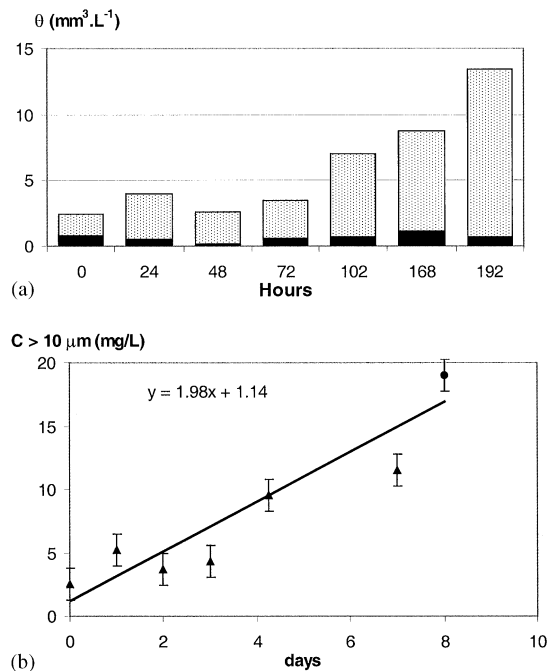 θ (mm³.L⁻¹)
15
10
5
0
0 24 48 72 102 168 192
(a) Hours
C > 10 μm (mg/L)
20
y = 1.98x + 1.14
15
10
5
0
0 2 4 6 8 10
(b) days